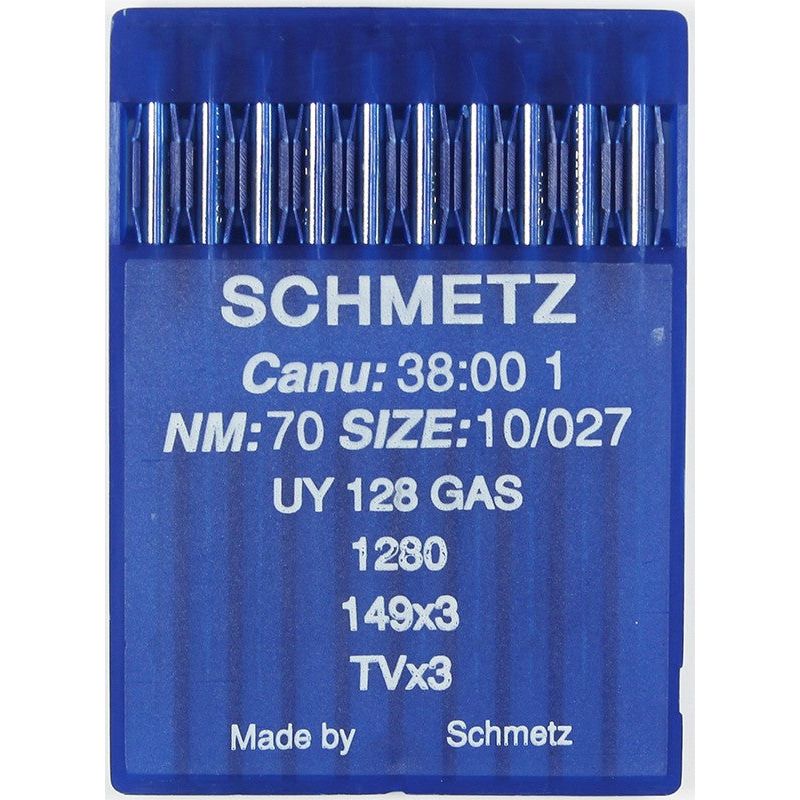 SCHMETZ
Canu: 38:00 1
NM: 70 SIZE: 10/027
UY 128 GAS
1280
149x3
TVx3
Made by Schmetz